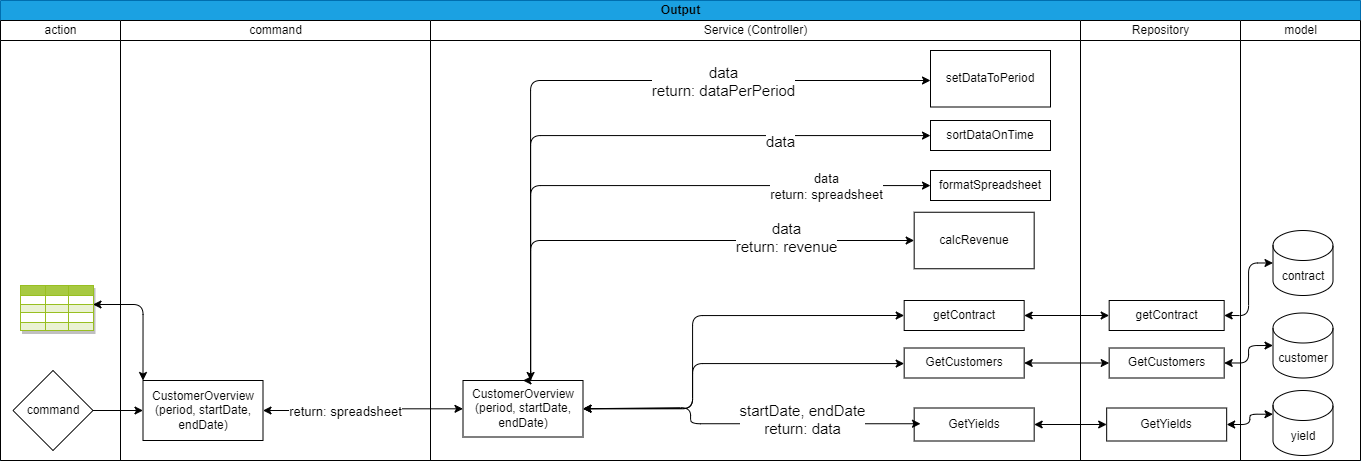 Output
action
command
Service (Controller)
Repository
model
data
return: dataPerPeriod
setDataToPeriod
data
sortDataOnTime
data
return: spreadsheet
formatSpreadsheet
data
return: revenue
calcRevenue
contract
getContract
getContract
GetCustomers
GetCustomers
customer
command
CustomerOverview
(period, startDate,
endDate)
return: spreadsheet
CustomerOverview
(period, startDate,
endDate)
startDate, endDate
return: data
GetYields
GetYields
yield